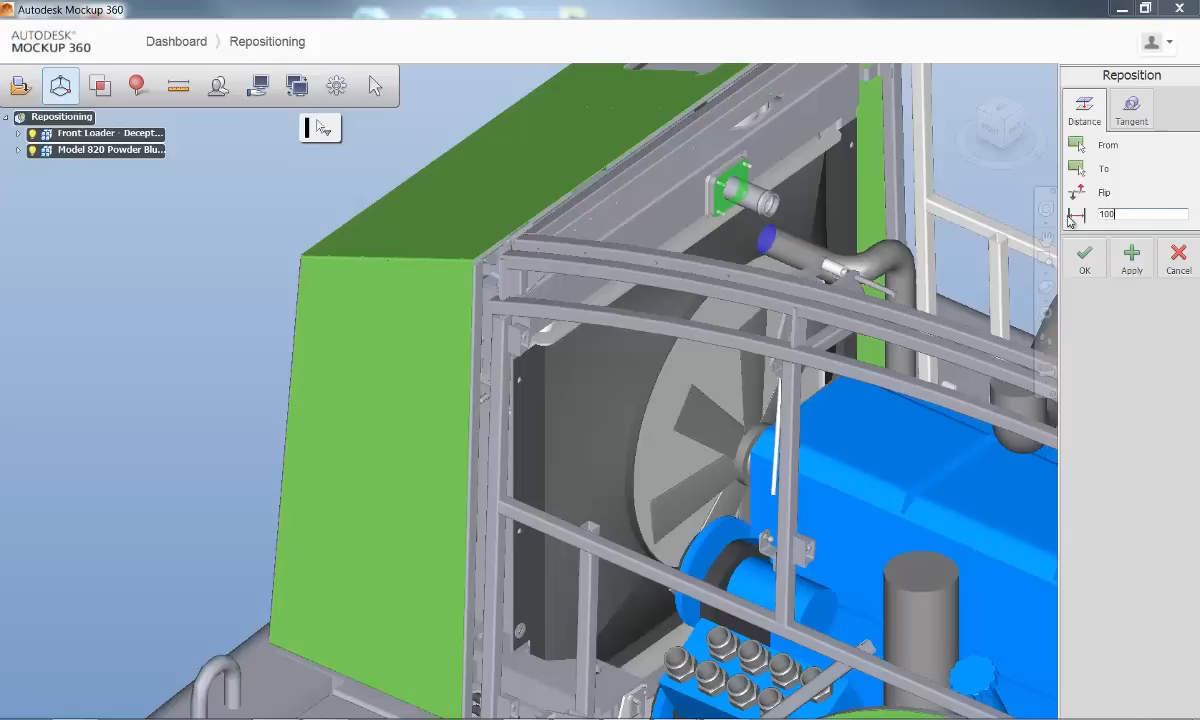 Autodesk Mockup 360
AUTODESK®
MOCKUP 360
Dashboard
Repositioning
Reposition
Distance
Tangent
From
To
Flip
100
OK
Apply
Cancel
Repositioning
Front Loader - Decept...
Model 820 Powder Blu...